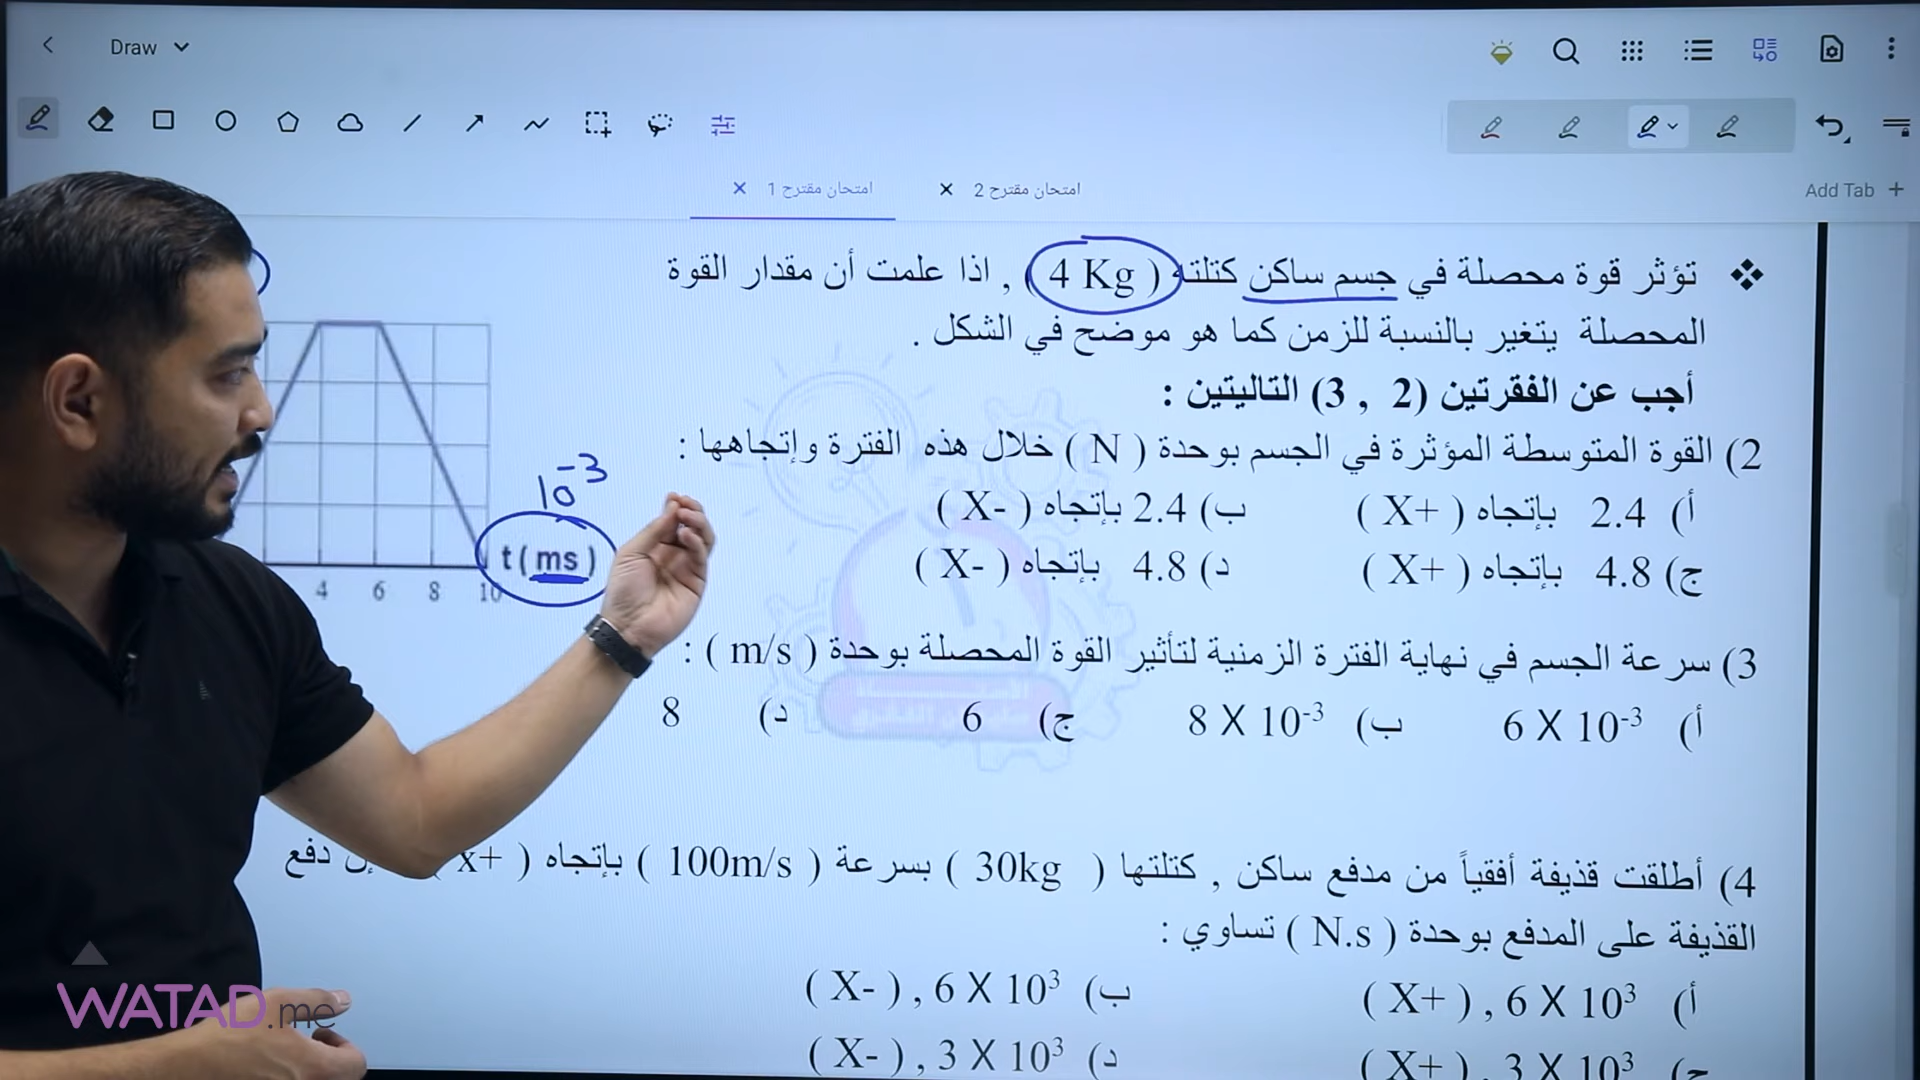 Draw
امتحان مقترح 1
امتحان مقترح 2
Add Tab +
❖ تؤثر قوة محصلة في جسم ساكن كتلته ( 4 Kg ) , اذا علمت أن مقدار القوة
المحصلة يتغير بالنسبة للزمن كما هو موضح في الشكل .
أجب عن الفقرتين (2 , 3) التاليتين :
2) القوة المتوسطة المؤثرة في الجسم بوحدة ( N ) خلال هذه الفترة وإتجاهها :
أ) 2.4 بإتجاه ( +X )
ب) 2.4 بإتجاه ( -X )
ج) 4.8 بإتجاه ( +X )
د) 4.8 بإتجاه ( -X )
3) سرعة الجسم في نهاية الفترة الزمنية لتأثير القوة المحصلة بوحدة ( m/s ) :
أ) 6 X 10⁻³
ب) 8 X 10⁻³
ج) 6
د) 8
10⁻³
t ( ms )
4 6 8 10
4) أطلقت قذيفة أفقياً من مدفع ساكن , كتلتها ( 30kg ) بسرعة ( 100m/s ) بإتجاه ( +x دفع
القذيفة على المدفع بوحدة ( N.s ) تساوي :
أ) 6 X 10³ , ( +X )
ب) 6 X 10³ , ( -X )
ج) 3 X 10³ , ( +X )
د) 3 X 10³ , ( -X )
WATAD.me